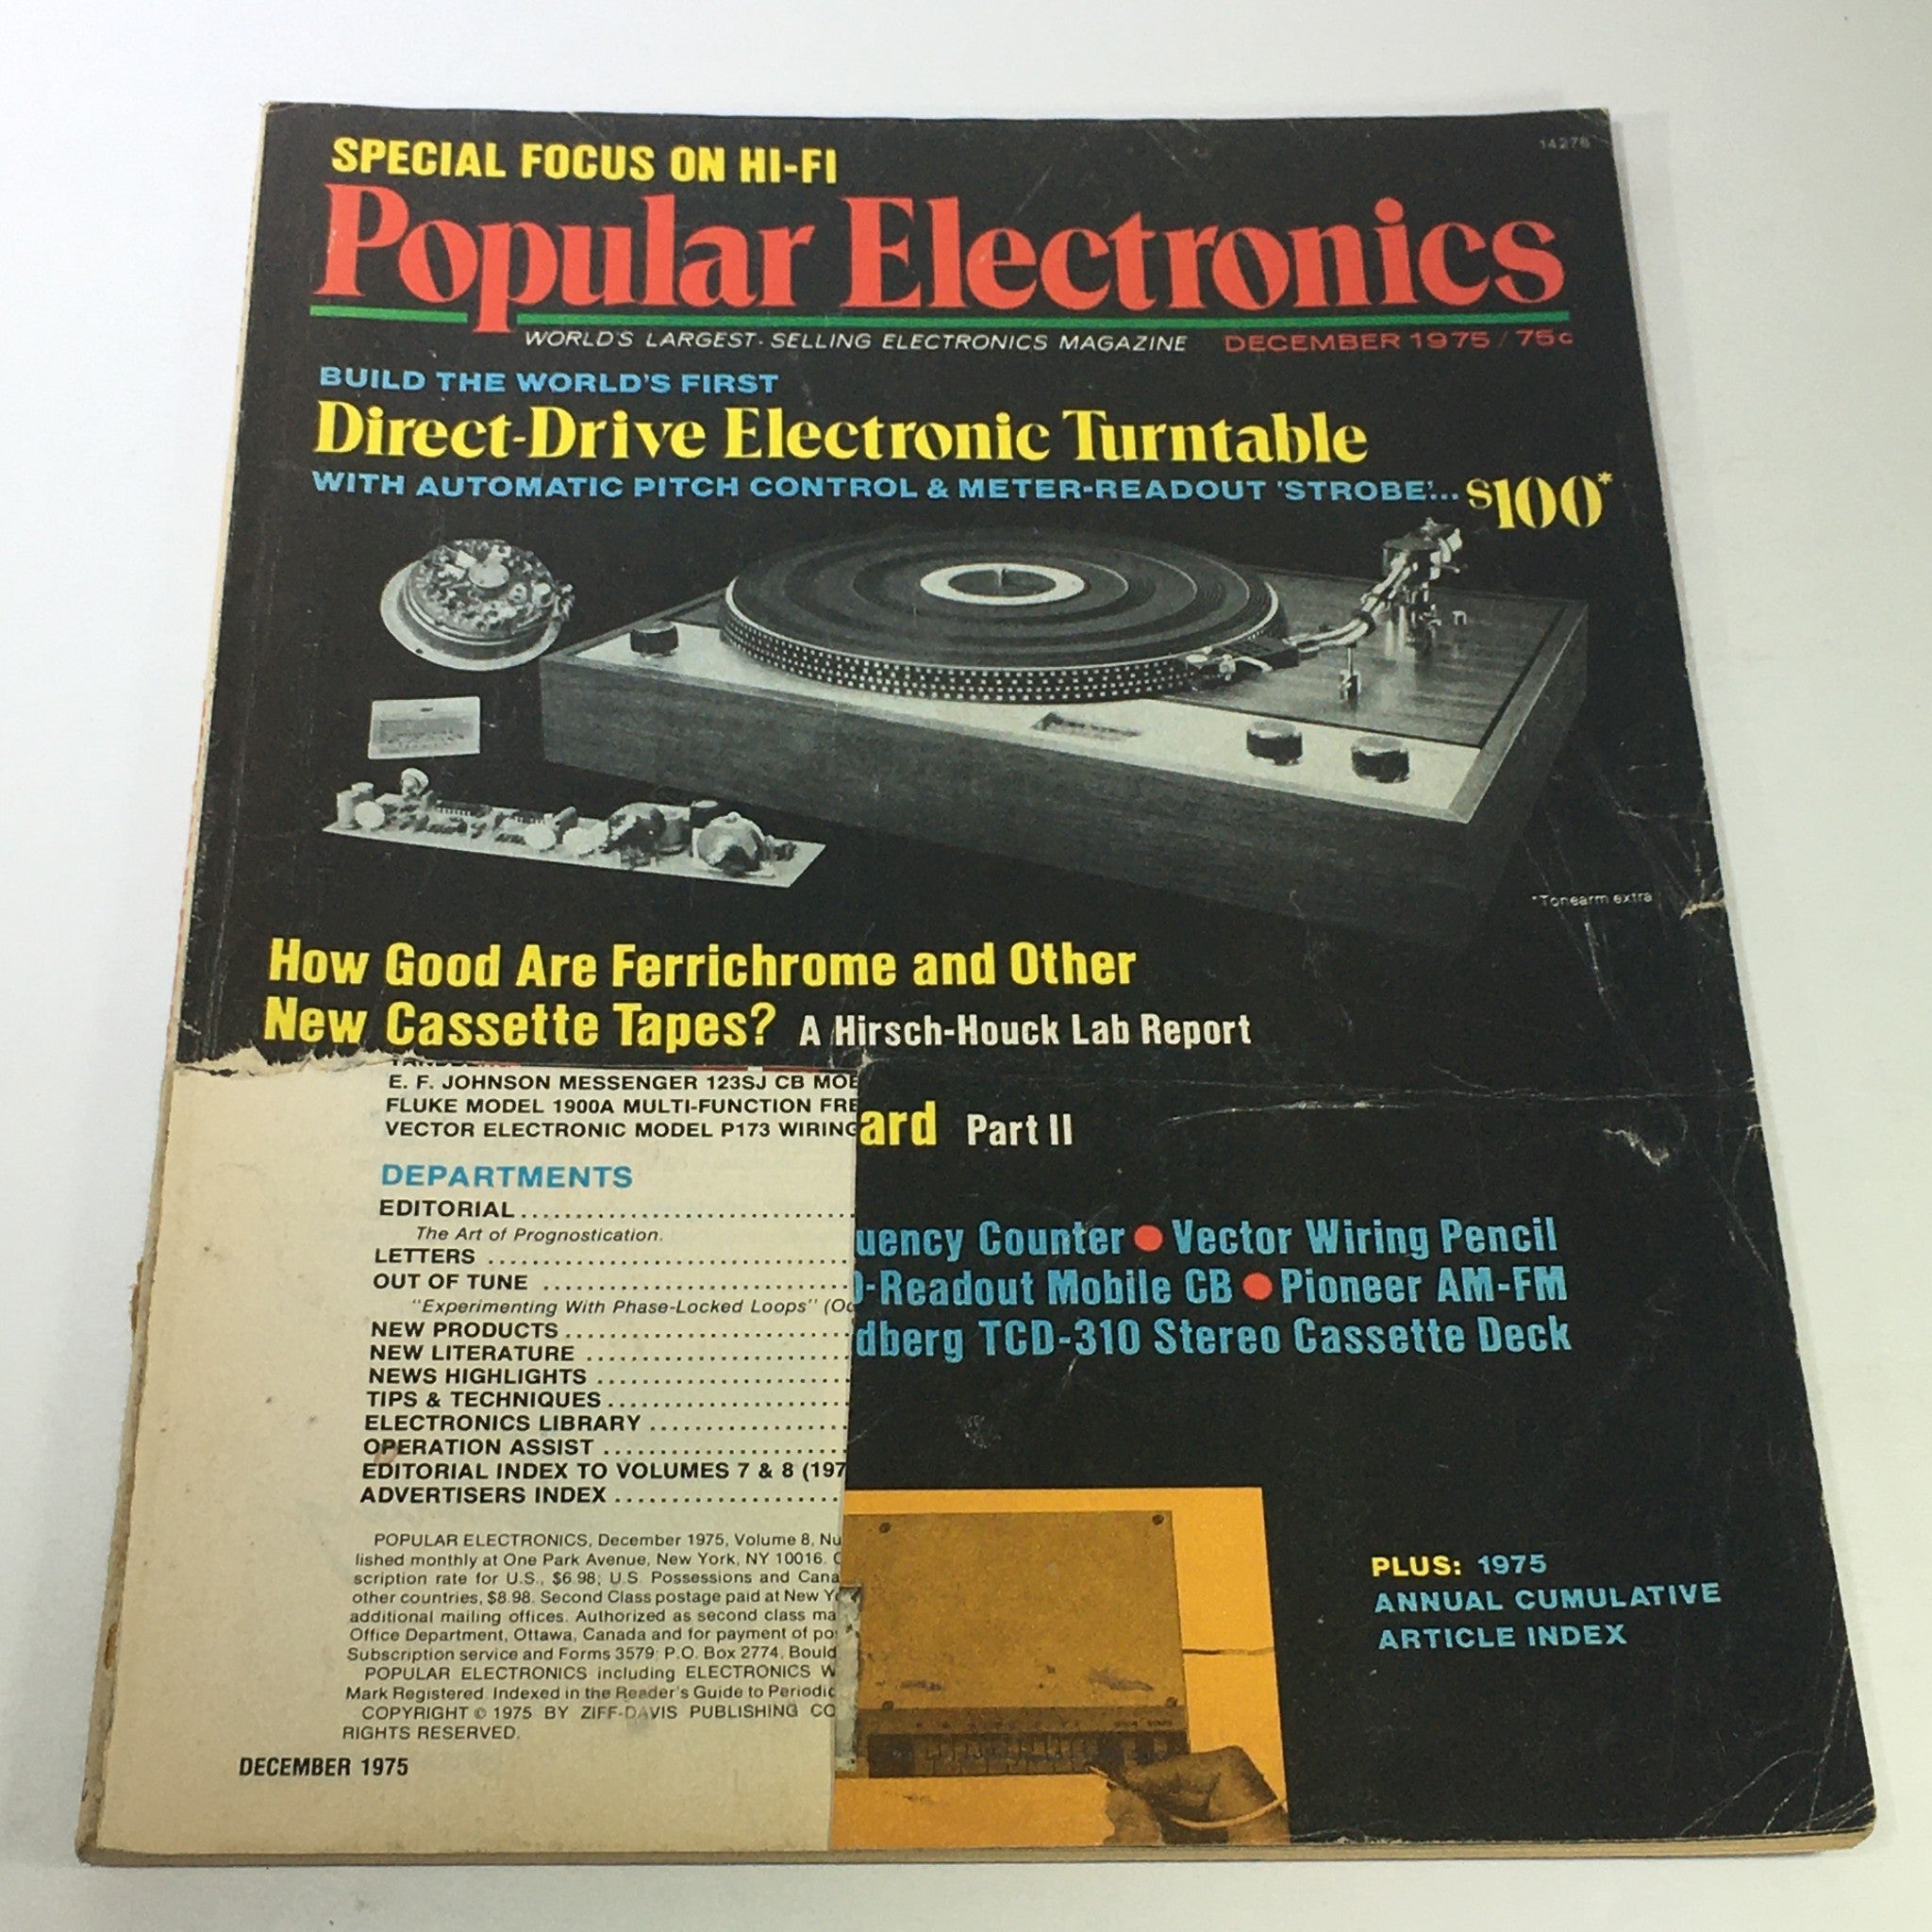 14278
SPECIAL FOCUS ON HI-FI
Popular Electronics
WORLD'S LARGEST-SELLING ELECTRONICS MAGAZINE DECEMBER 1975 / 75c
BUILD THE WORLD'S FIRST
Direct-Drive Electronic Turntable
WITH AUTOMATIC PITCH CONTROL & METER-READOUT 'STROBE'... $100*
*Tonearm extra
How Good Are Ferrichrome and Other
New Cassette Tapes? A Hirsch-Houck Lab Report
E. F. JOHNSON MESSENGER 123SJ CB MOB
FLUKE MODEL 1900A MULTI-FUNCTION FRE
VECTOR ELECTRONIC MODEL P173 WIRING
ard Part II
DEPARTMENTS
EDITORIAL..............................
The Art of Prognostication.
LETTERS ..............................
OUT OF TUNE ..........................
"Experimenting With Phase-Locked Loops" (Oc
NEW PRODUCTS.........................
NEW LITERATURE .......................
NEWS HIGHLIGHTS ......................
TIPS & TECHNIQUES.....................
ELECTRONICS LIBRARY ..................
OPERATION ASSIST .....................
EDITORIAL INDEX TO VOLUMES 7 & 8 (197
ADVERTISERS INDEX ....................
uency Counter • Vector Wiring Pencil
D-Readout Mobile CB • Pioneer AM-FM
dberg TCD-310 Stereo Cassette Deck
POPULAR ELECTRONICS, December 1975, Volume 8, Nu
lished monthly at One Park Avenue, New York, NY 10016. C
scription rate for U.S., $6.98; U.S. Possessions and Cana
other countries, $8.98. Second Class postage paid at New Yo
additional mailing offices. Authorized as second class ma
Office Department, Ottawa, Canada and for payment of pos
Subscription service and Forms 3579: P.O. Box 2774, Bould
POPULAR ELECTRONICS including ELECTRONICS W
Mark Registered. Indexed in the Reader's Guide to Periodic
COPYRIGHT © 1975 BY ZIFF-DAVIS PUBLISHING CO
RIGHTS RESERVED.
DECEMBER 1975
PLUS: 1975
ANNUAL CUMULATIVE
ARTICLE INDEX